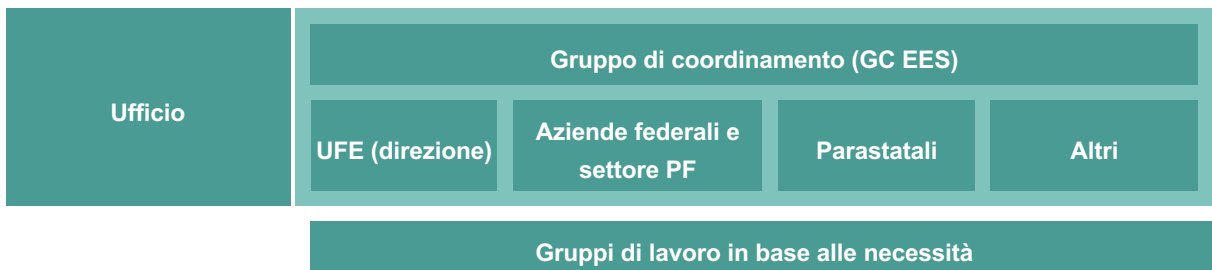 Ufficio
Gruppo di coordinamento (GC EES)
UFE (direzione)
Aziende federali e
settore PF
Parastatali
Altri
Gruppi di lavoro in base alle necessità